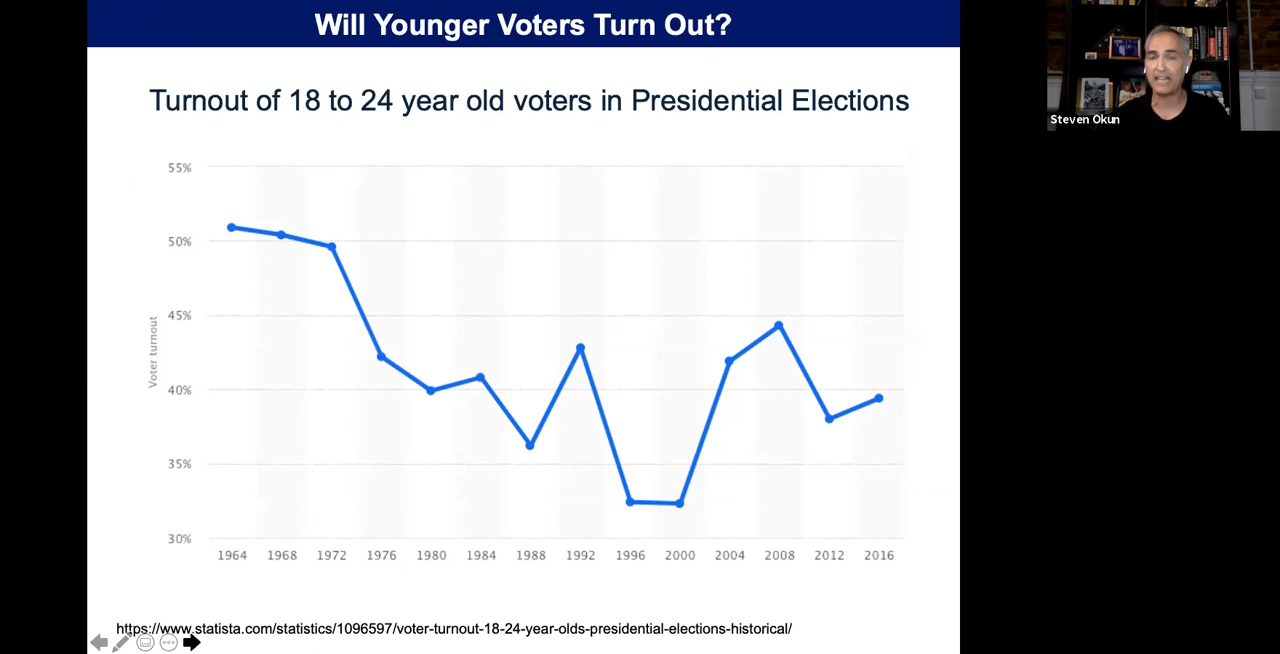 Will Younger Voters Turn Out?
Steven Okun
Turnout of 18 to 24 year old voters in Presidential Elections
Voter turnout
55%
50%
45%
40%
35%
30%
1964 1968 1972 1976 1980 1984 1988 1992 1996 2000 2004 2008 2012 2016
https://www.statista.com/statistics/1096597/voter-turnout-18-24-year-olds-presidential-elections-historical/